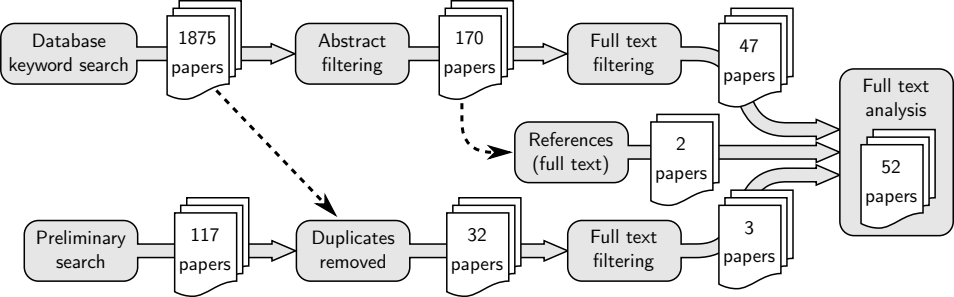 Database
keyword search
1875
papers
Abstract
filtering
170
papers
Full text
filtering
47
papers
References
(full text)
2
papers
Preliminary
search
117
papers
Duplicates
removed
32
papers
Full text
filtering
3
papers
Full text
analysis
52
papers